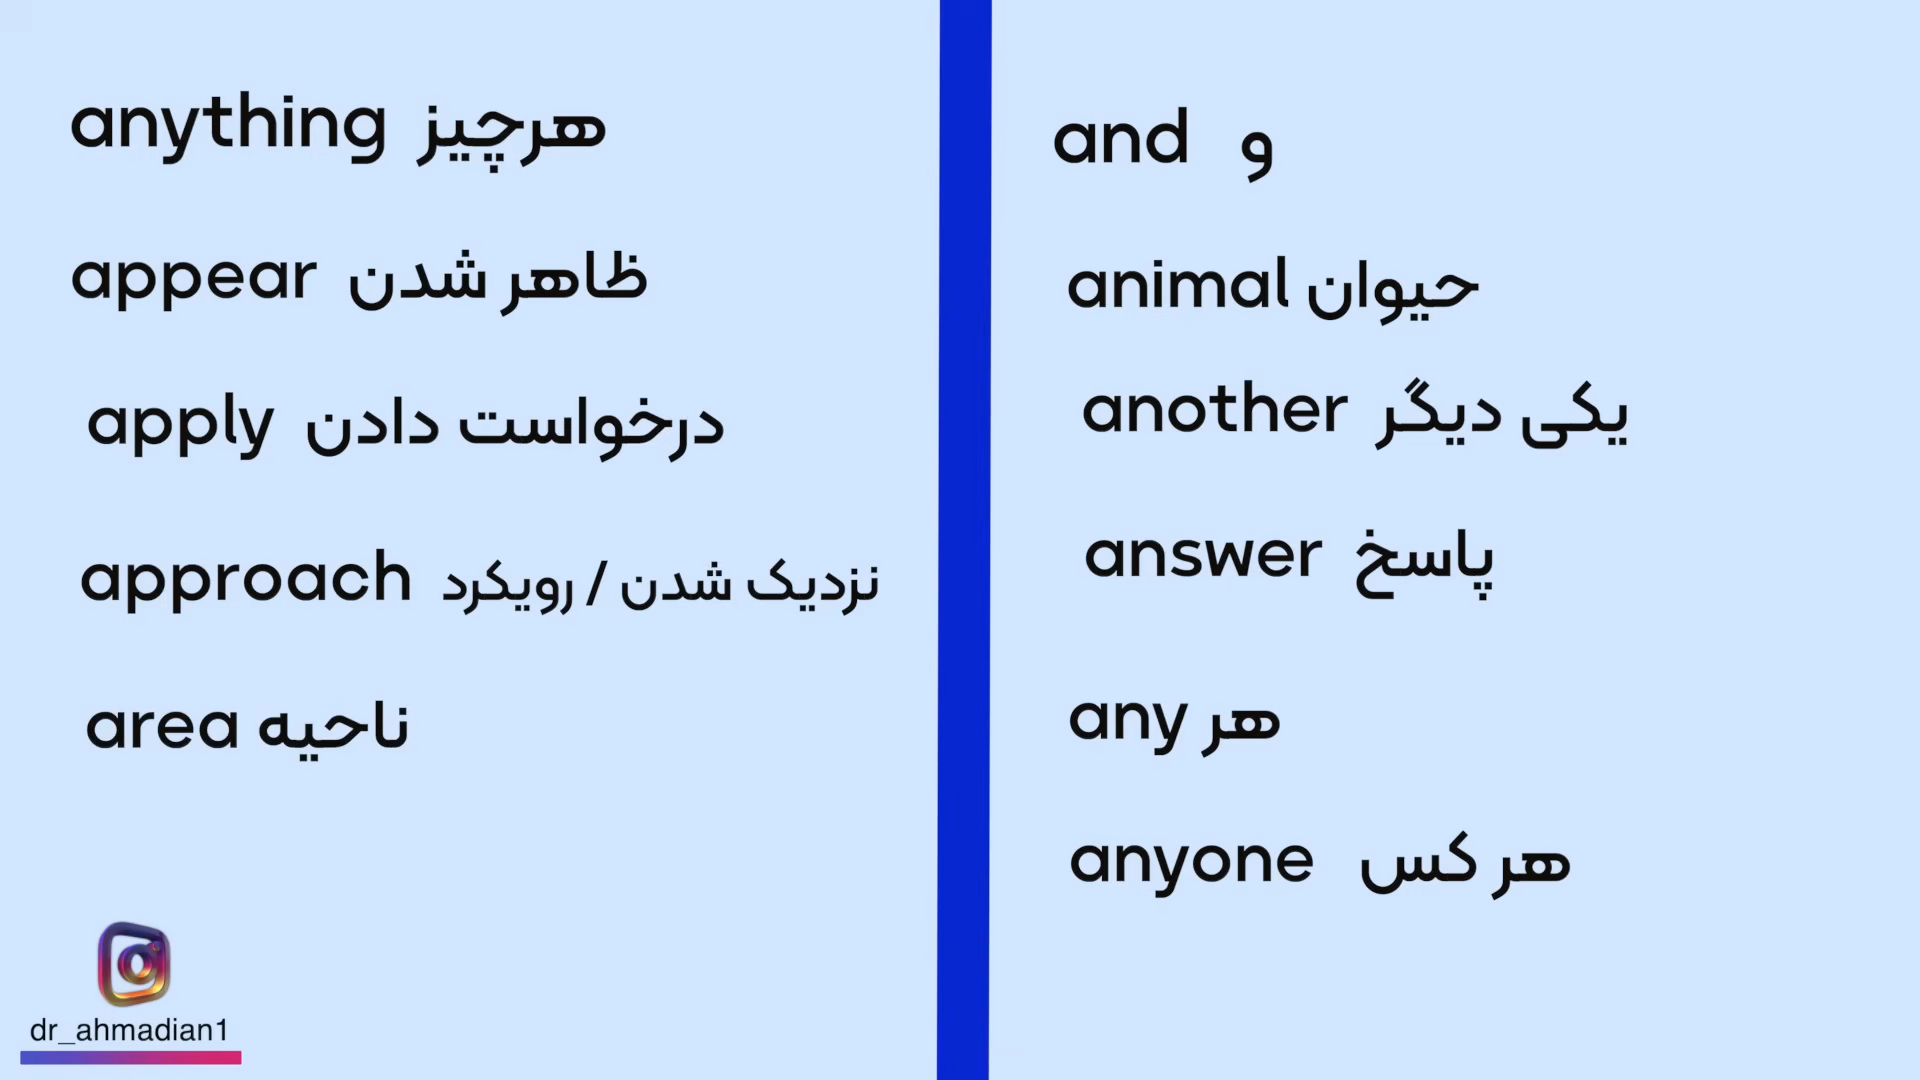 anything هرچیز
appear ظاهر شدن
apply درخواست دادن
approach نزدیک شدن / رویکرد
area ناحیه
dr_ahmadian1
and و
animal حیوان
another یکی دیگر
answer پاسخ
any هر
anyone هر کس